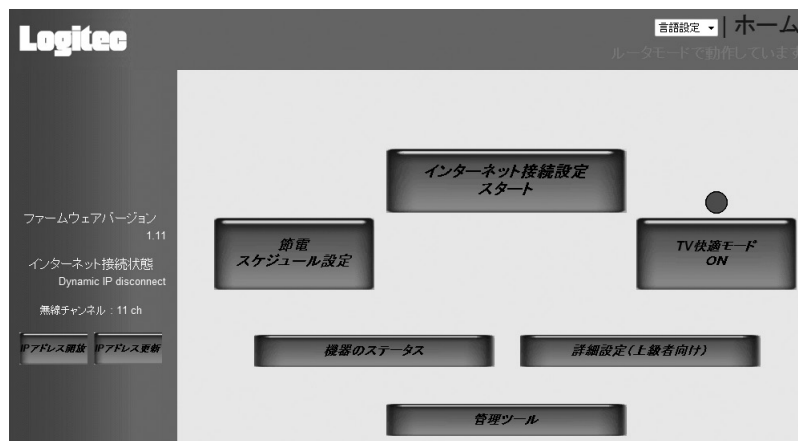 Logitec
言語設定
ホーム
ルータモードで動作しています
インターネット接続設定
スタート
節電
スケジュール設定
TV快適モード
ON
ファームウェアバージョン
1.11
インターネット接続状態
Dynamic IP disconnect
無線チャンネル : 11 ch
IPアドレス開放
IPアドレス更新
機器のステータス
詳細設定(上級者向け)
管理ツール